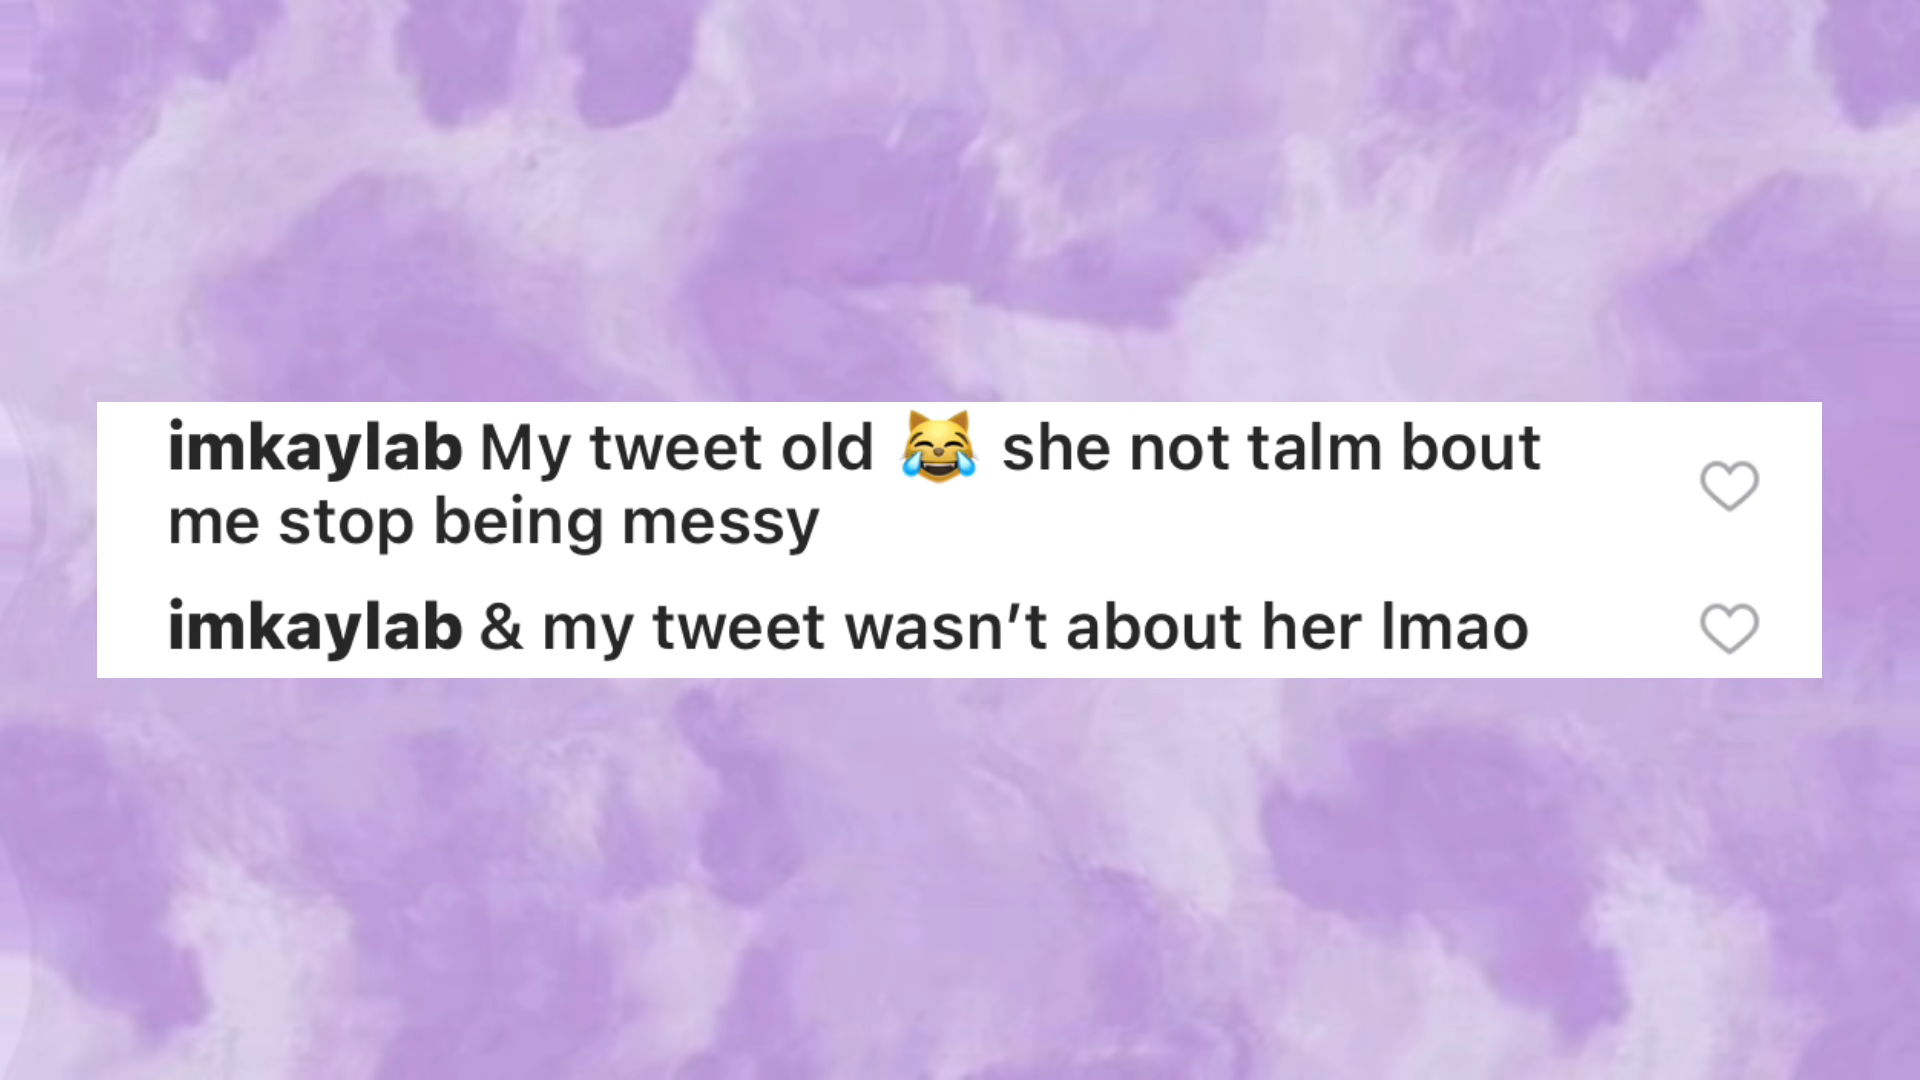 imkaylab My tweet old 😹 she not talm bout
me stop being messy
imkaylab & my tweet wasn’t about her lmao